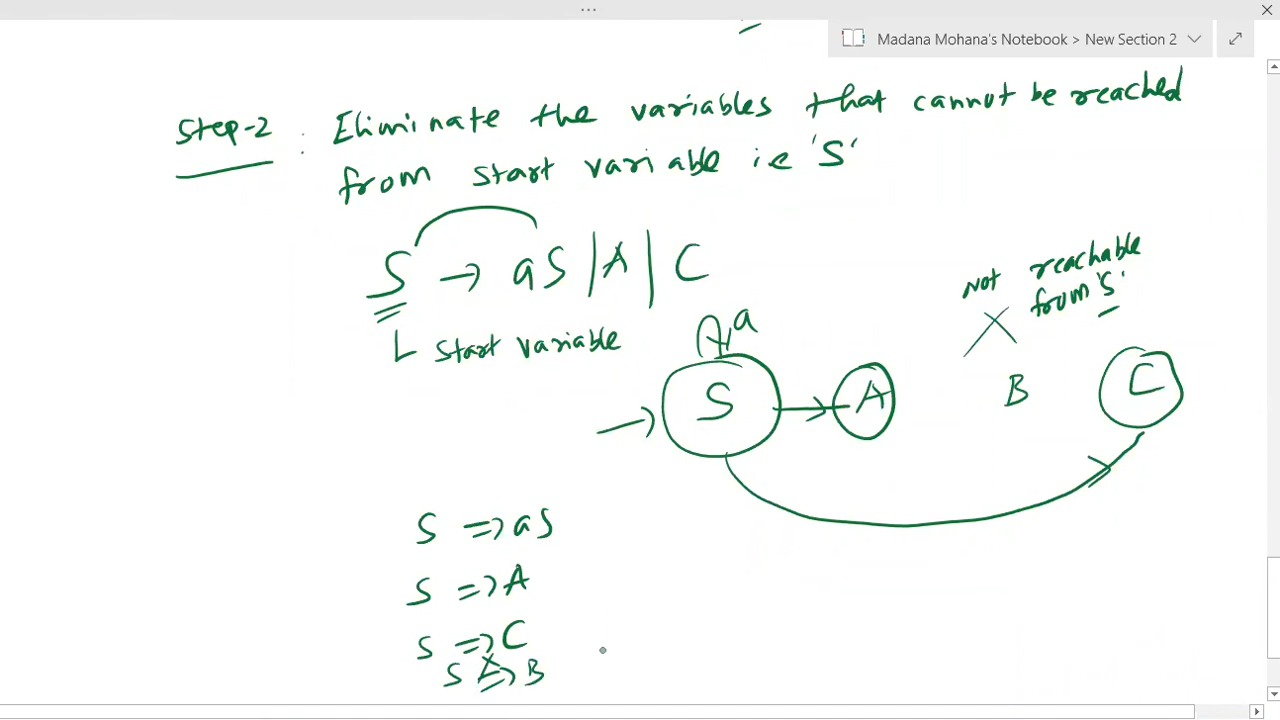 Madana Mohana's Notebook > New Section 2
Step-2 : Eliminate the variables that cannot be reached
from start variable ie 'S'
S → aS | A | C
Start variable
Not reachable
from 'S'
a
S → A
B
C
S => aS
S => A
S => C
S => B